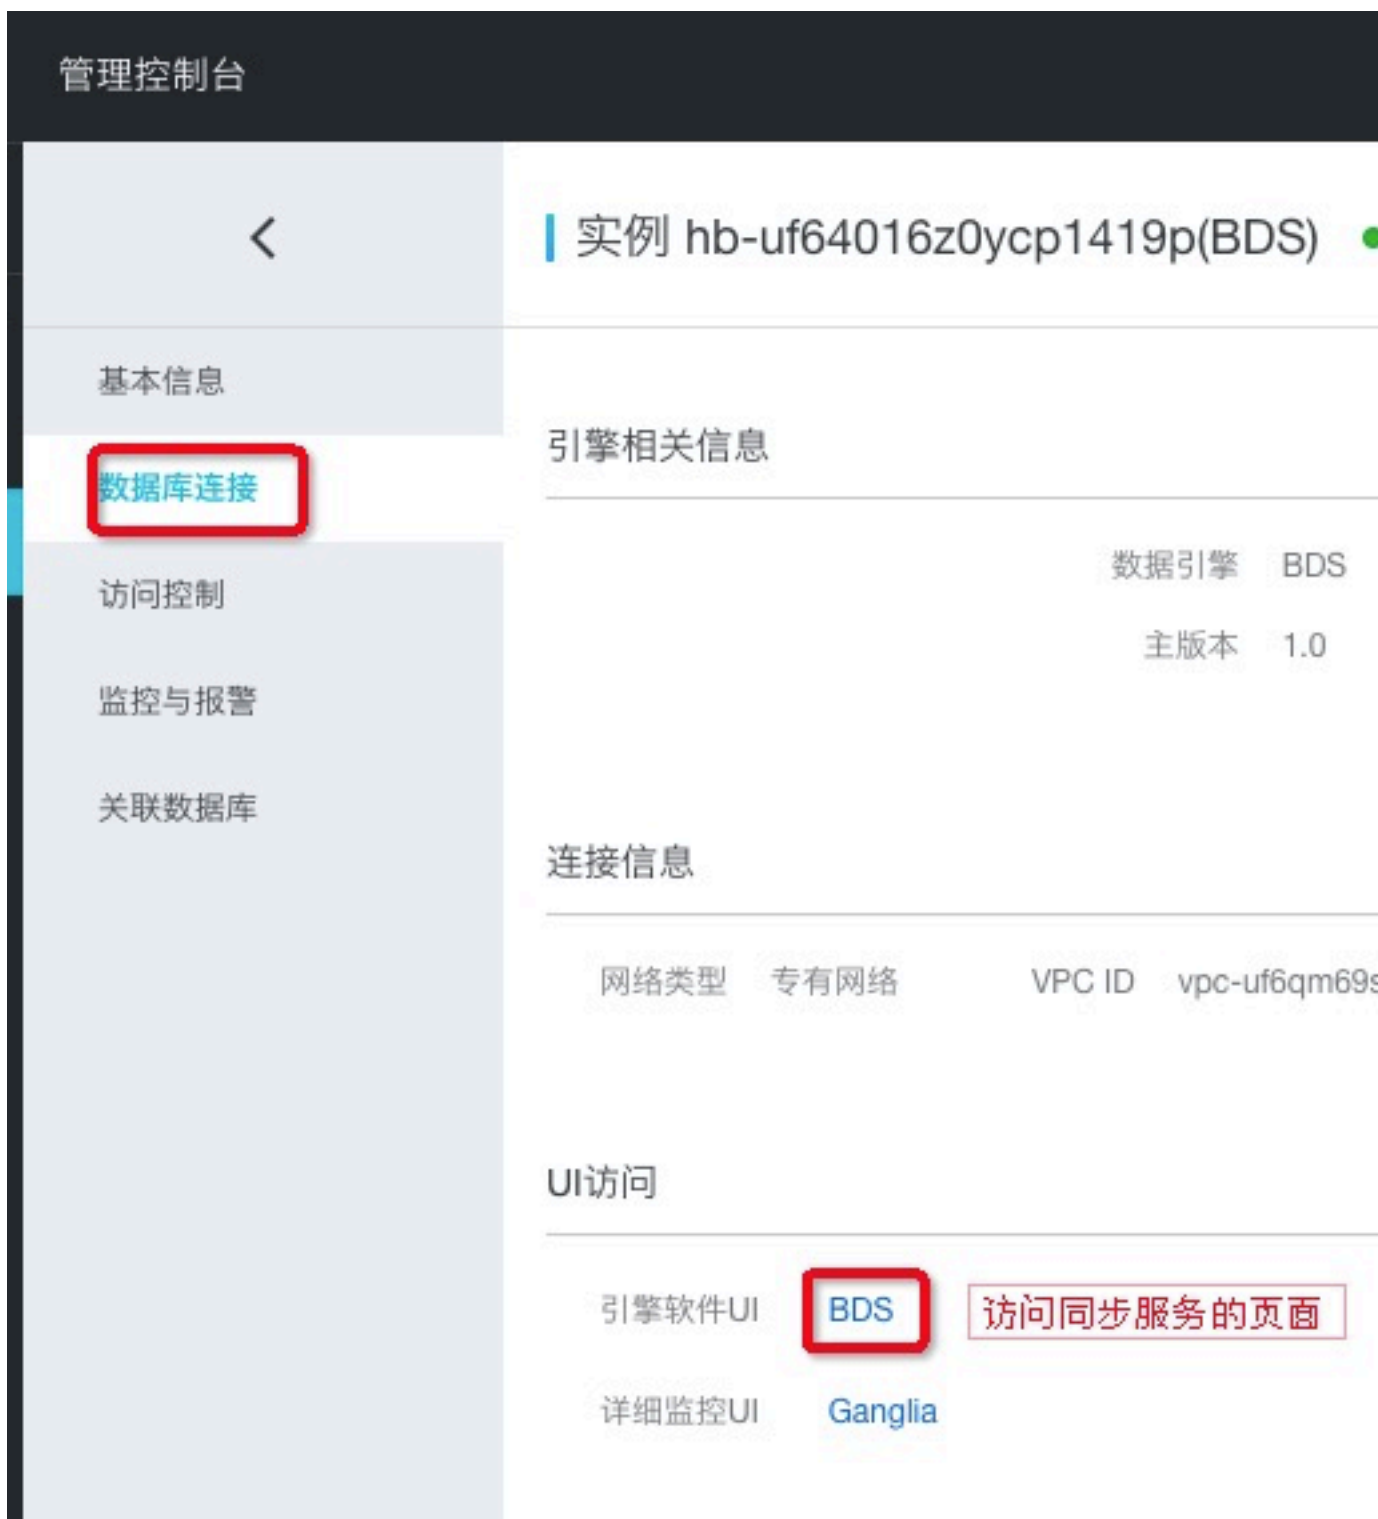 管理控制台
实例 hb-uf64016z0ycp1419p(BDS)
基本信息
数据库连接
访问控制
监控与报警
关联数据库
引擎相关信息
数据引擎 BDS
主版本 1.0
连接信息
网络类型 专有网络 VPC ID vpc-uf6qm69s
UI访问
引擎软件UI BDS 访问同步服务的页面
详细监控UI Ganglia